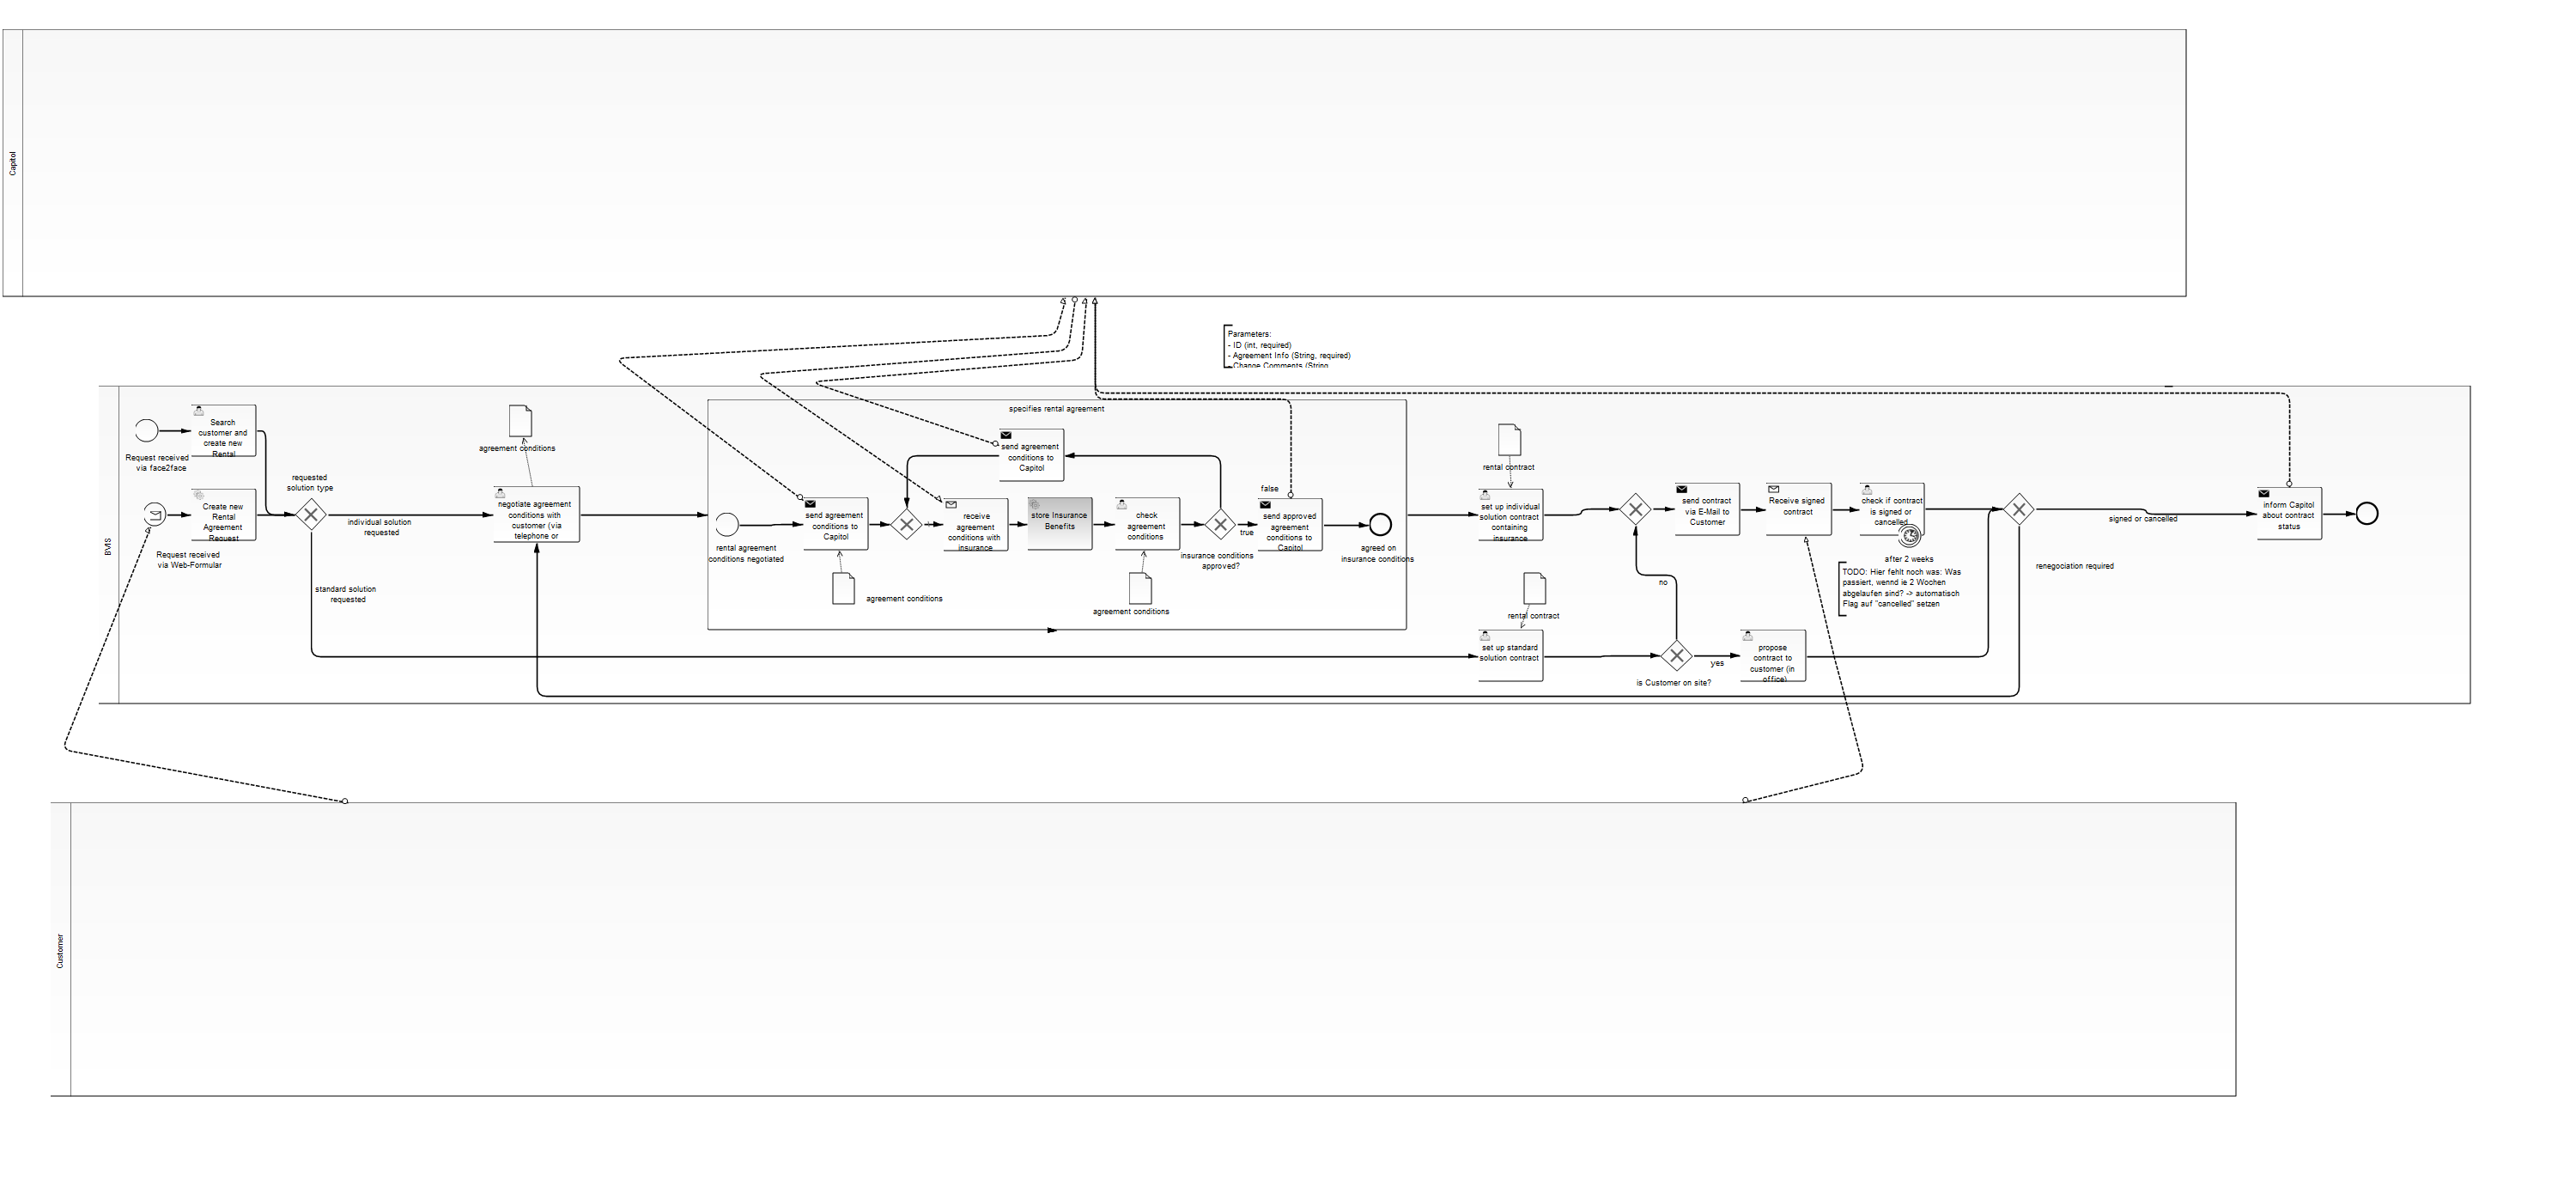 Capitol
Parameters:
- ID (int, required)
- Agreement Info (String, required)
- Change Comments (String
BVIS
Search
customer and
create new
Rental
Request received
via face2face
Create new
Rental
Agreement
Request
Request received
via Web-Formular
requested
solution type
individual solution
requested
standard solution
requested
agreement conditions
negotiate agreement
conditions with
customer (via
telephone or
specifies rental agreement
rental agreement
conditions negotiated
send agreement
conditions to
Capitol
agreement conditions
send agreement
conditions to
Capitol
receive
agreement
conditions with
insurance
store Insurance
Benefits
check
agreement
conditions
agreement conditions
insurance conditions
approved?
false
true
send approved
agreement
conditions to
Capitol
agreed on
insurance conditions
rental contract
set up individual
solution contract
containing
insurance
rental contract
set up standard
solution contract
is Customer on site?
no
yes
propose
contract to
customer (in
office)
send contract
via E-Mail to
Customer
Receive signed
contract
check if contract
is signed or
cancelled
after 2 weeks
TODO: Hier fehlt noch was: Was
passiert, wennd ie 2 Wochen
abgelaufen sind? -> automatisch
Flag auf "cancelled" setzen
renegociation required
signed or cancelled
inform Capitol
about contract
status
Customer